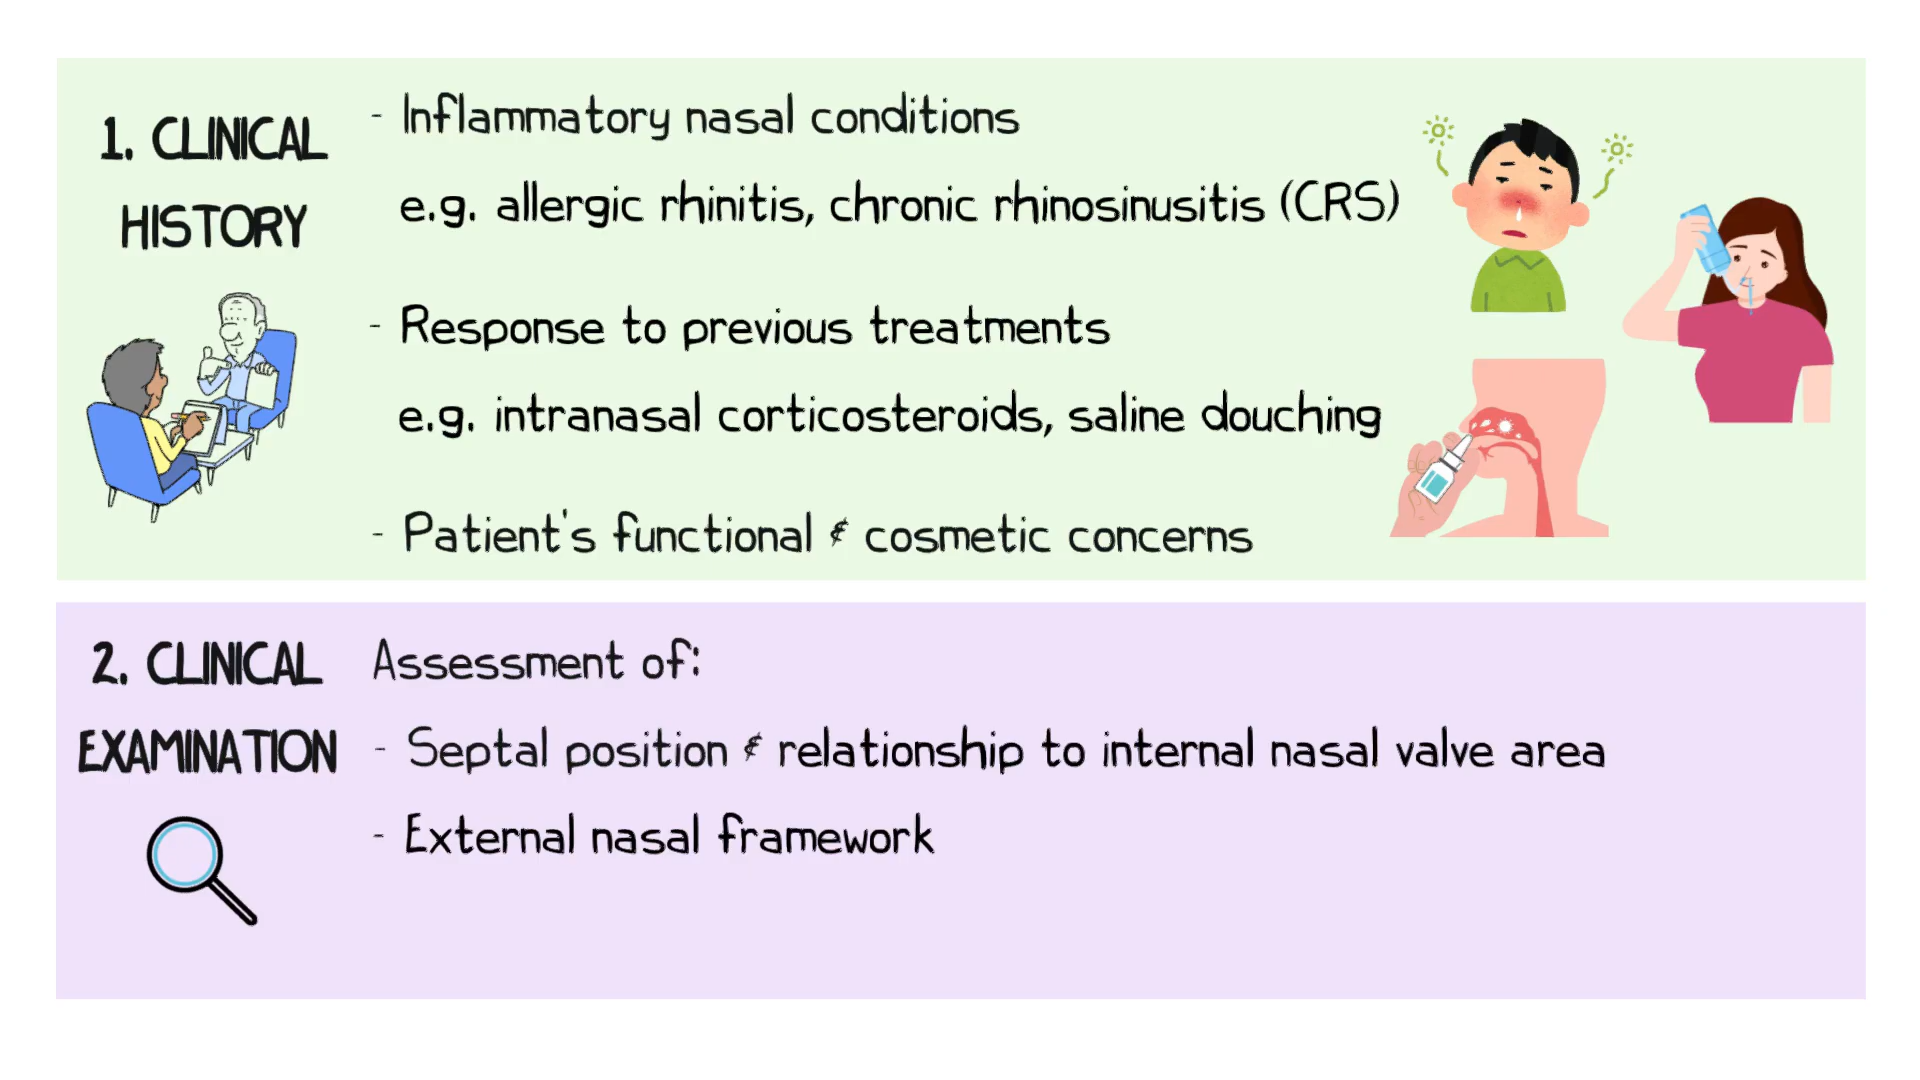 1. CLINICAL
HISTORY
- Inflammatory nasal conditions
e.g. allergic rhinitis, chronic rhinosinusitis (CRS)
- Response to previous treatments
e.g. intranasal corticosteroids, saline douching
- Patient's functional & cosmetic concerns
2. CLINICAL
EXAMINATION
Assessment of:
- Septal position & relationship to internal nasal valve area
- External nasal framework